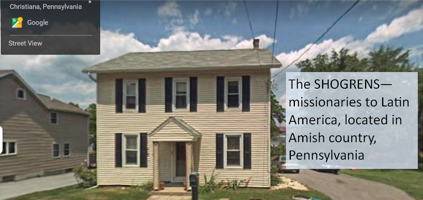 Christiana, Pennsylvania
Google
Street View
The SHOGRENS—
missionaries to Latin
America, located in
Amish country,
Pennsylvania